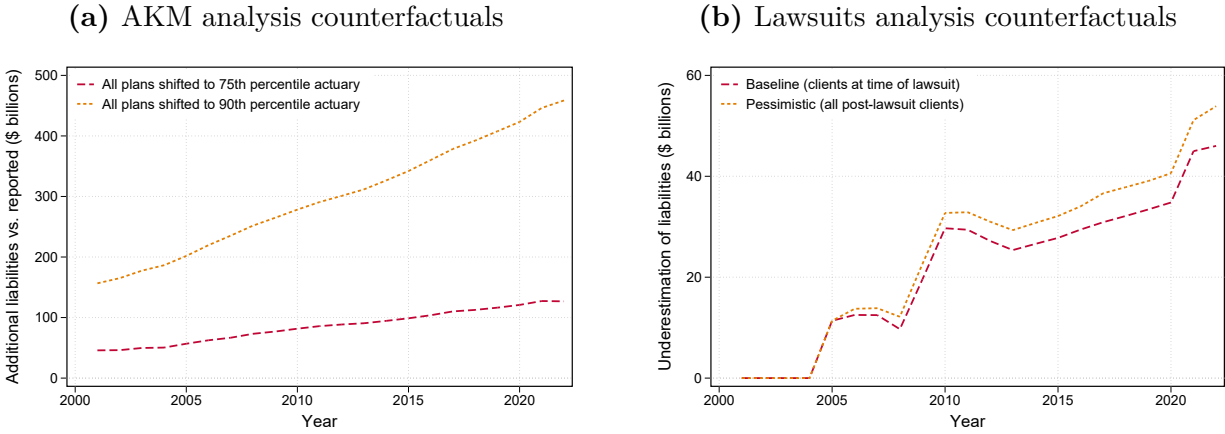 (a) AKM analysis counterfactuals
Additional liabilities vs. reported ($ billions)
500
400
300
200
100
0
All plans shifted to 75th percentile actuary
All plans shifted to 90th percentile actuary
2000 2005 2010 2015 2020
Year
(b) Lawsuits analysis counterfactuals
Underestimation of liabilities ($ billions)
60
40
20
0
Baseline (clients at time of lawsuit)
Pessimistic (all post-lawsuit clients)
2000 2005 2010 2015 2020
Year